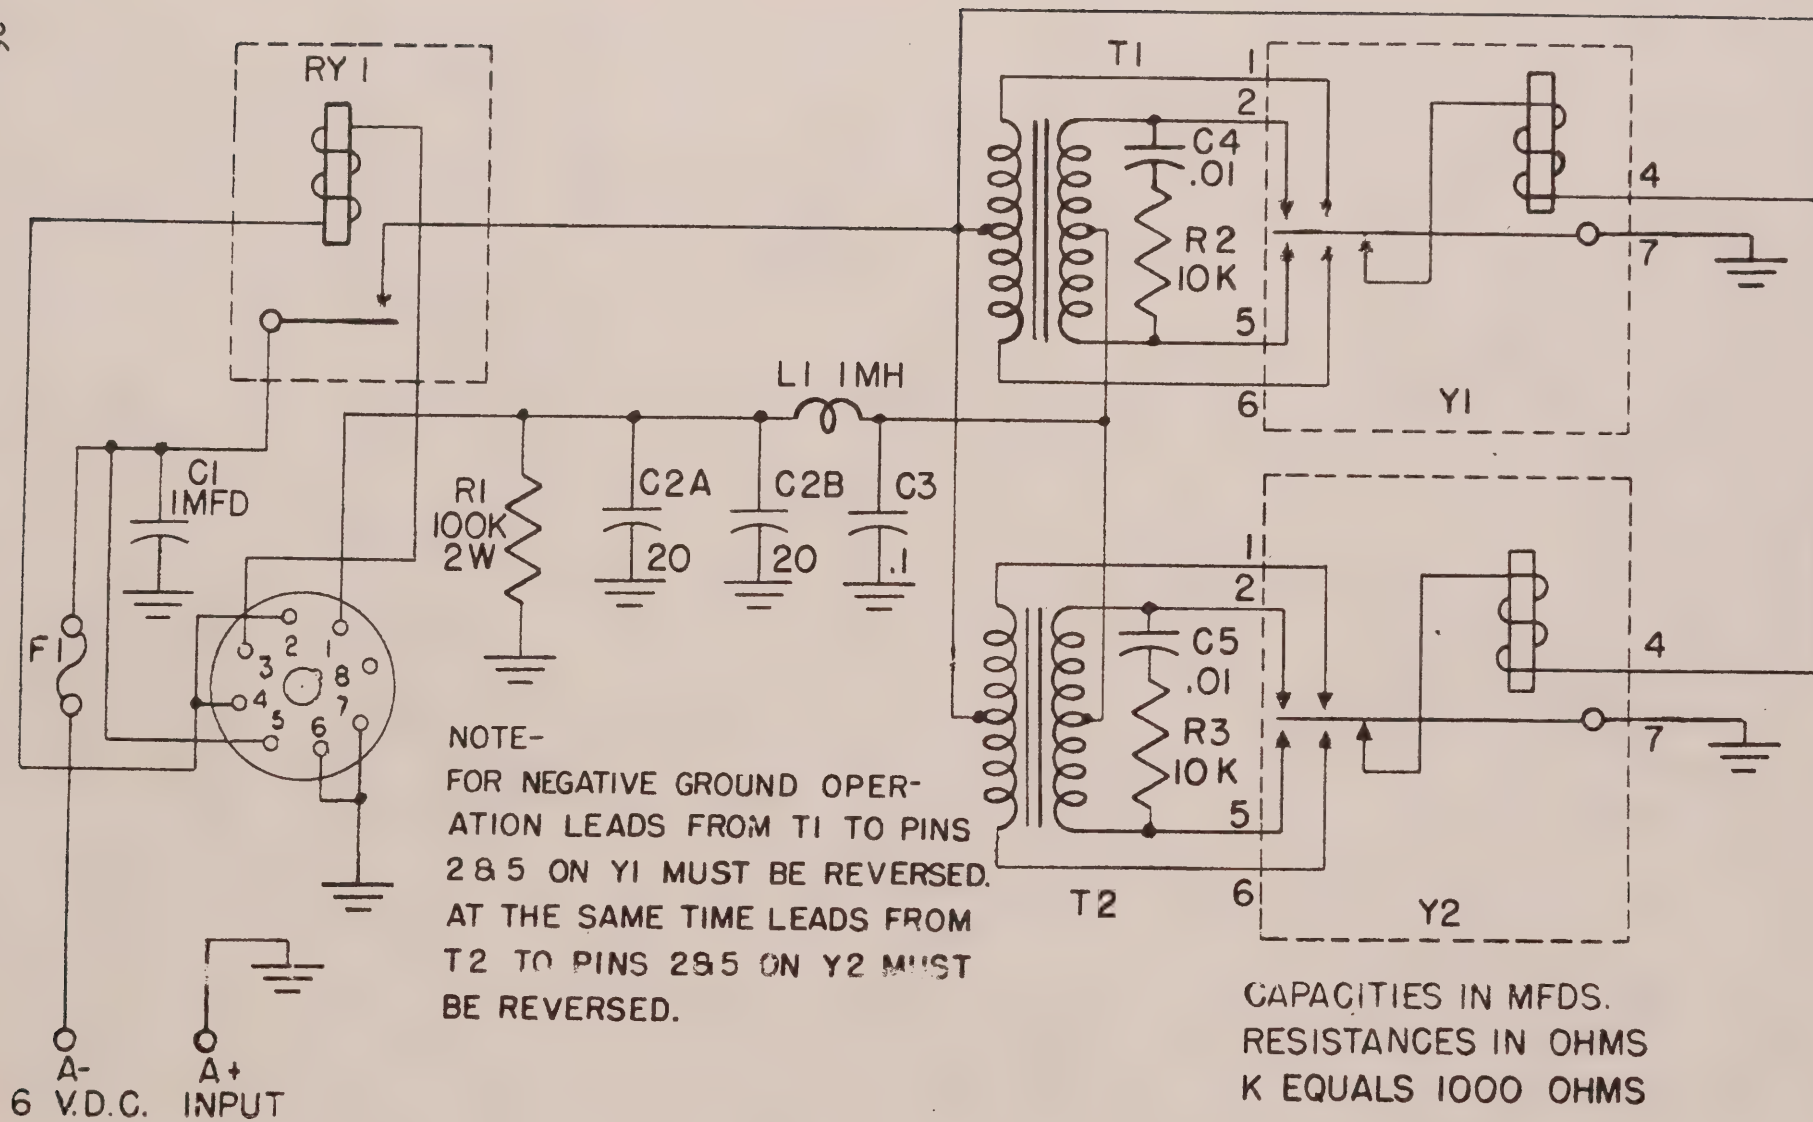 RY 1
T1
1
2
C4
.01
R2
10K
5
6
4
7
Y1
L1 1MH
C1
1MFD
R1
100K
2W
C2A
20
C2B
20
C3
.1
F1
1
2
3
4
5
6
7
8
1
2
C5
.01
R3
10K
5
6
4
7
T2
Y2
NOTE-
FOR NEGATIVE GROUND OPER-
ATION LEADS FROM T1 TO PINS
2&5 ON Y1 MUST BE REVERSED.
AT THE SAME TIME LEADS FROM
T2 TO PINS 2&5 ON Y2 MUST
BE REVERSED.
A-
A+
6 V.D.C. INPUT
CAPACITIES IN MFDS.
RESISTANCES IN OHMS
K EQUALS 1000 OHMS